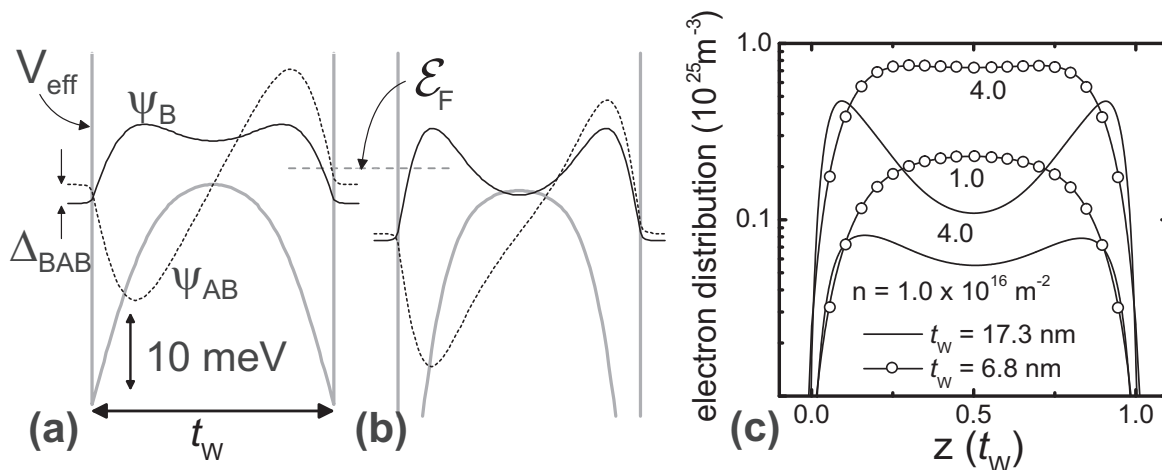 V_eff
ψ_B
ℰ_F
Δ_BAB
ψ_AB
10 meV
(a)
t_W
(b)
electron distribution (10^25 m^-3)
1.0
0.1
4.0
1.0
4.0
n = 1.0 x 10^16 m^-2
t_W = 17.3 nm
t_W = 6.8 nm
0.0
0.5
1.0
(c)
z (t_W)